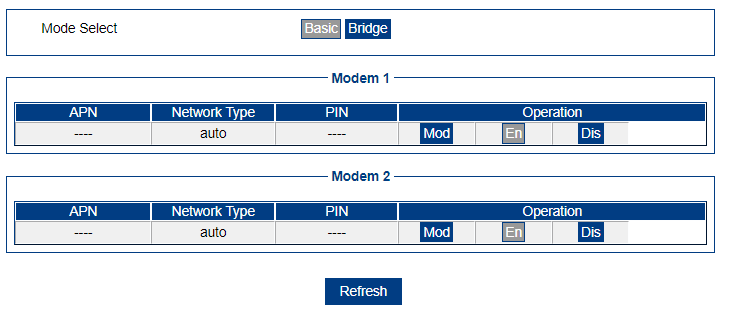 Mode Select Basic Bridge
Modem 1
APN Network Type PIN Operation
---- auto ---- Mod En Dis
Modem 2
APN Network Type PIN Operation
---- auto ---- Mod En Dis
Refresh